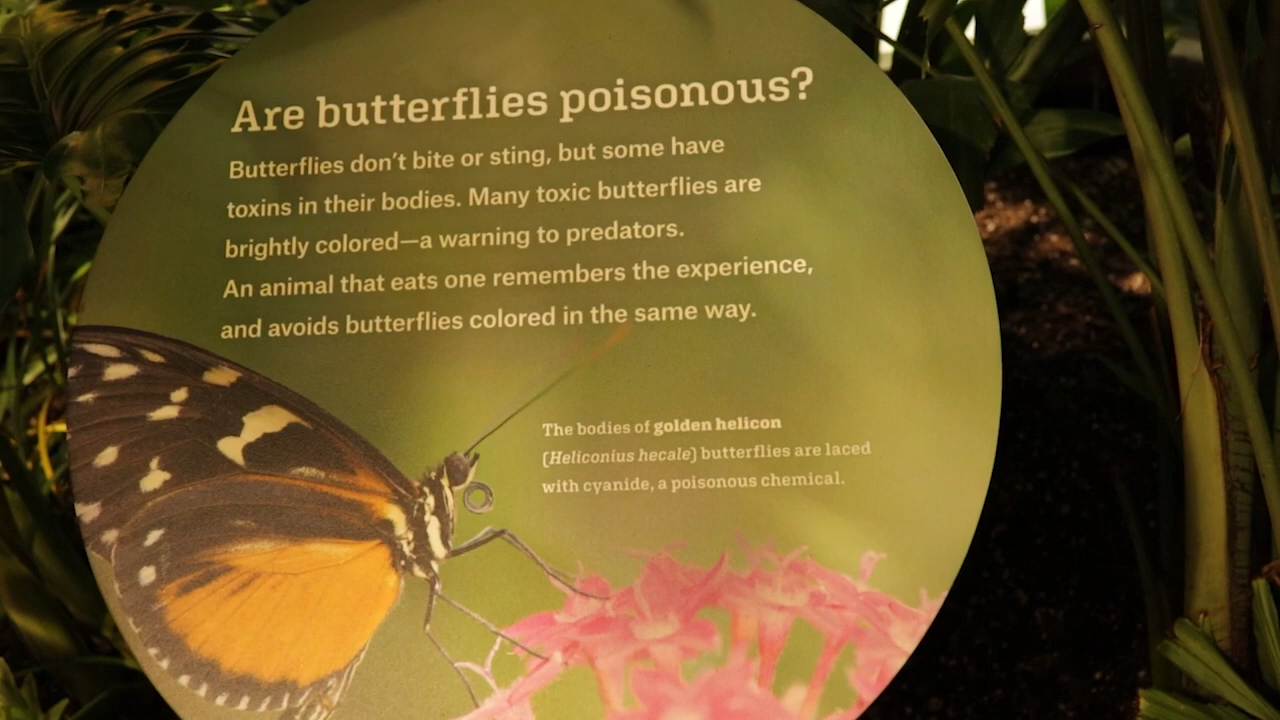 Are butterflies poisonous?
Butterflies don't bite or sting, but some have
toxins in their bodies. Many toxic butterflies are
brightly colored—a warning to predators.
An animal that eats one remembers the experience,
and avoids butterflies colored in the same way.
The bodies of golden helicon
(Heliconius hecale) butterflies are laced
with cyanide, a poisonous chemical.